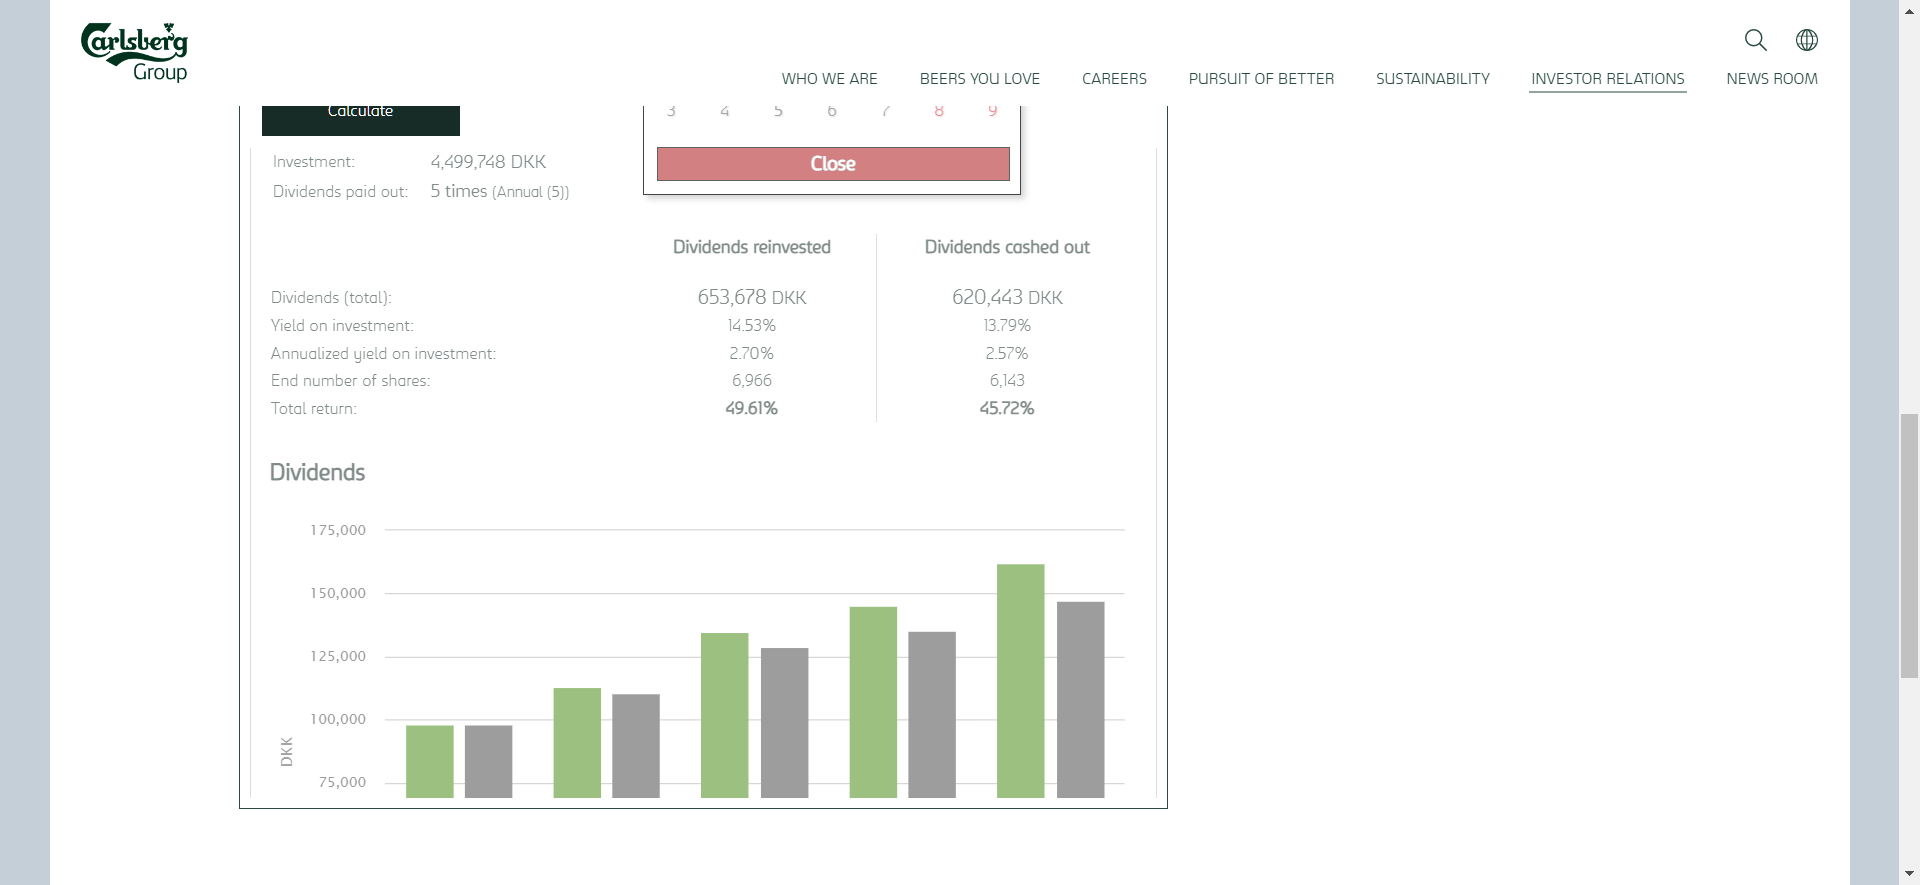 Carlsberg
Group
WHO WE ARE
BEERS YOU LOVE
CAREERS
PURSUIT OF BETTER
SUSTAINABILITY
INVESTOR RELATIONS
NEWS ROOM
Calculate
3 4 5 6 7 8 9
Close
Investment: 4,499,748 DKK
Dividends paid out: 5 times (Annual (5))
Dividends reinvested Dividends cashed out
Dividends (total): 653,678 DKK 620,443 DKK
Yield on investment: 14.53% 13.79%
Annualized yield on investment: 2.70% 2.57%
End number of shares: 6,966 6,143
Total return: 49.61% 45.72%
Dividends
175,000
150,000
125,000
100,000
75,000
DKK